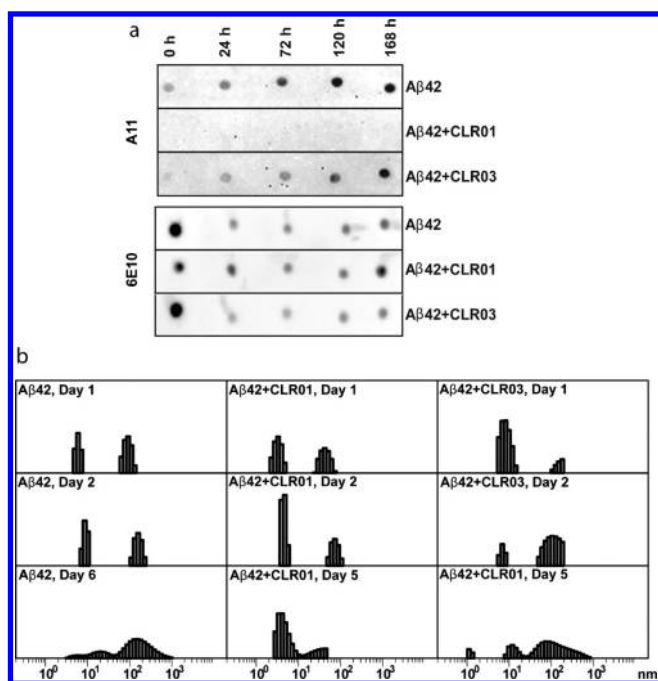 a
0 h 24 h 72 h 120 h 168 h
A11
Aβ42
Aβ42+CLR01
Aβ42+CLR03
6E10
Aβ42
Aβ42+CLR01
Aβ42+CLR03
b
Aβ42, Day 1 Aβ42+CLR01, Day 1 Aβ42+CLR03, Day 1
Aβ42, Day 2 Aβ42+CLR01, Day 2 Aβ42+CLR03, Day 2
Aβ42, Day 6 Aβ42+CLR01, Day 5 Aβ42+CLR01, Day 5
10⁰ 10¹ 10² 10³ 10⁰ 10¹ 10² 10³ 10⁰ 10¹ 10² 10³ nm